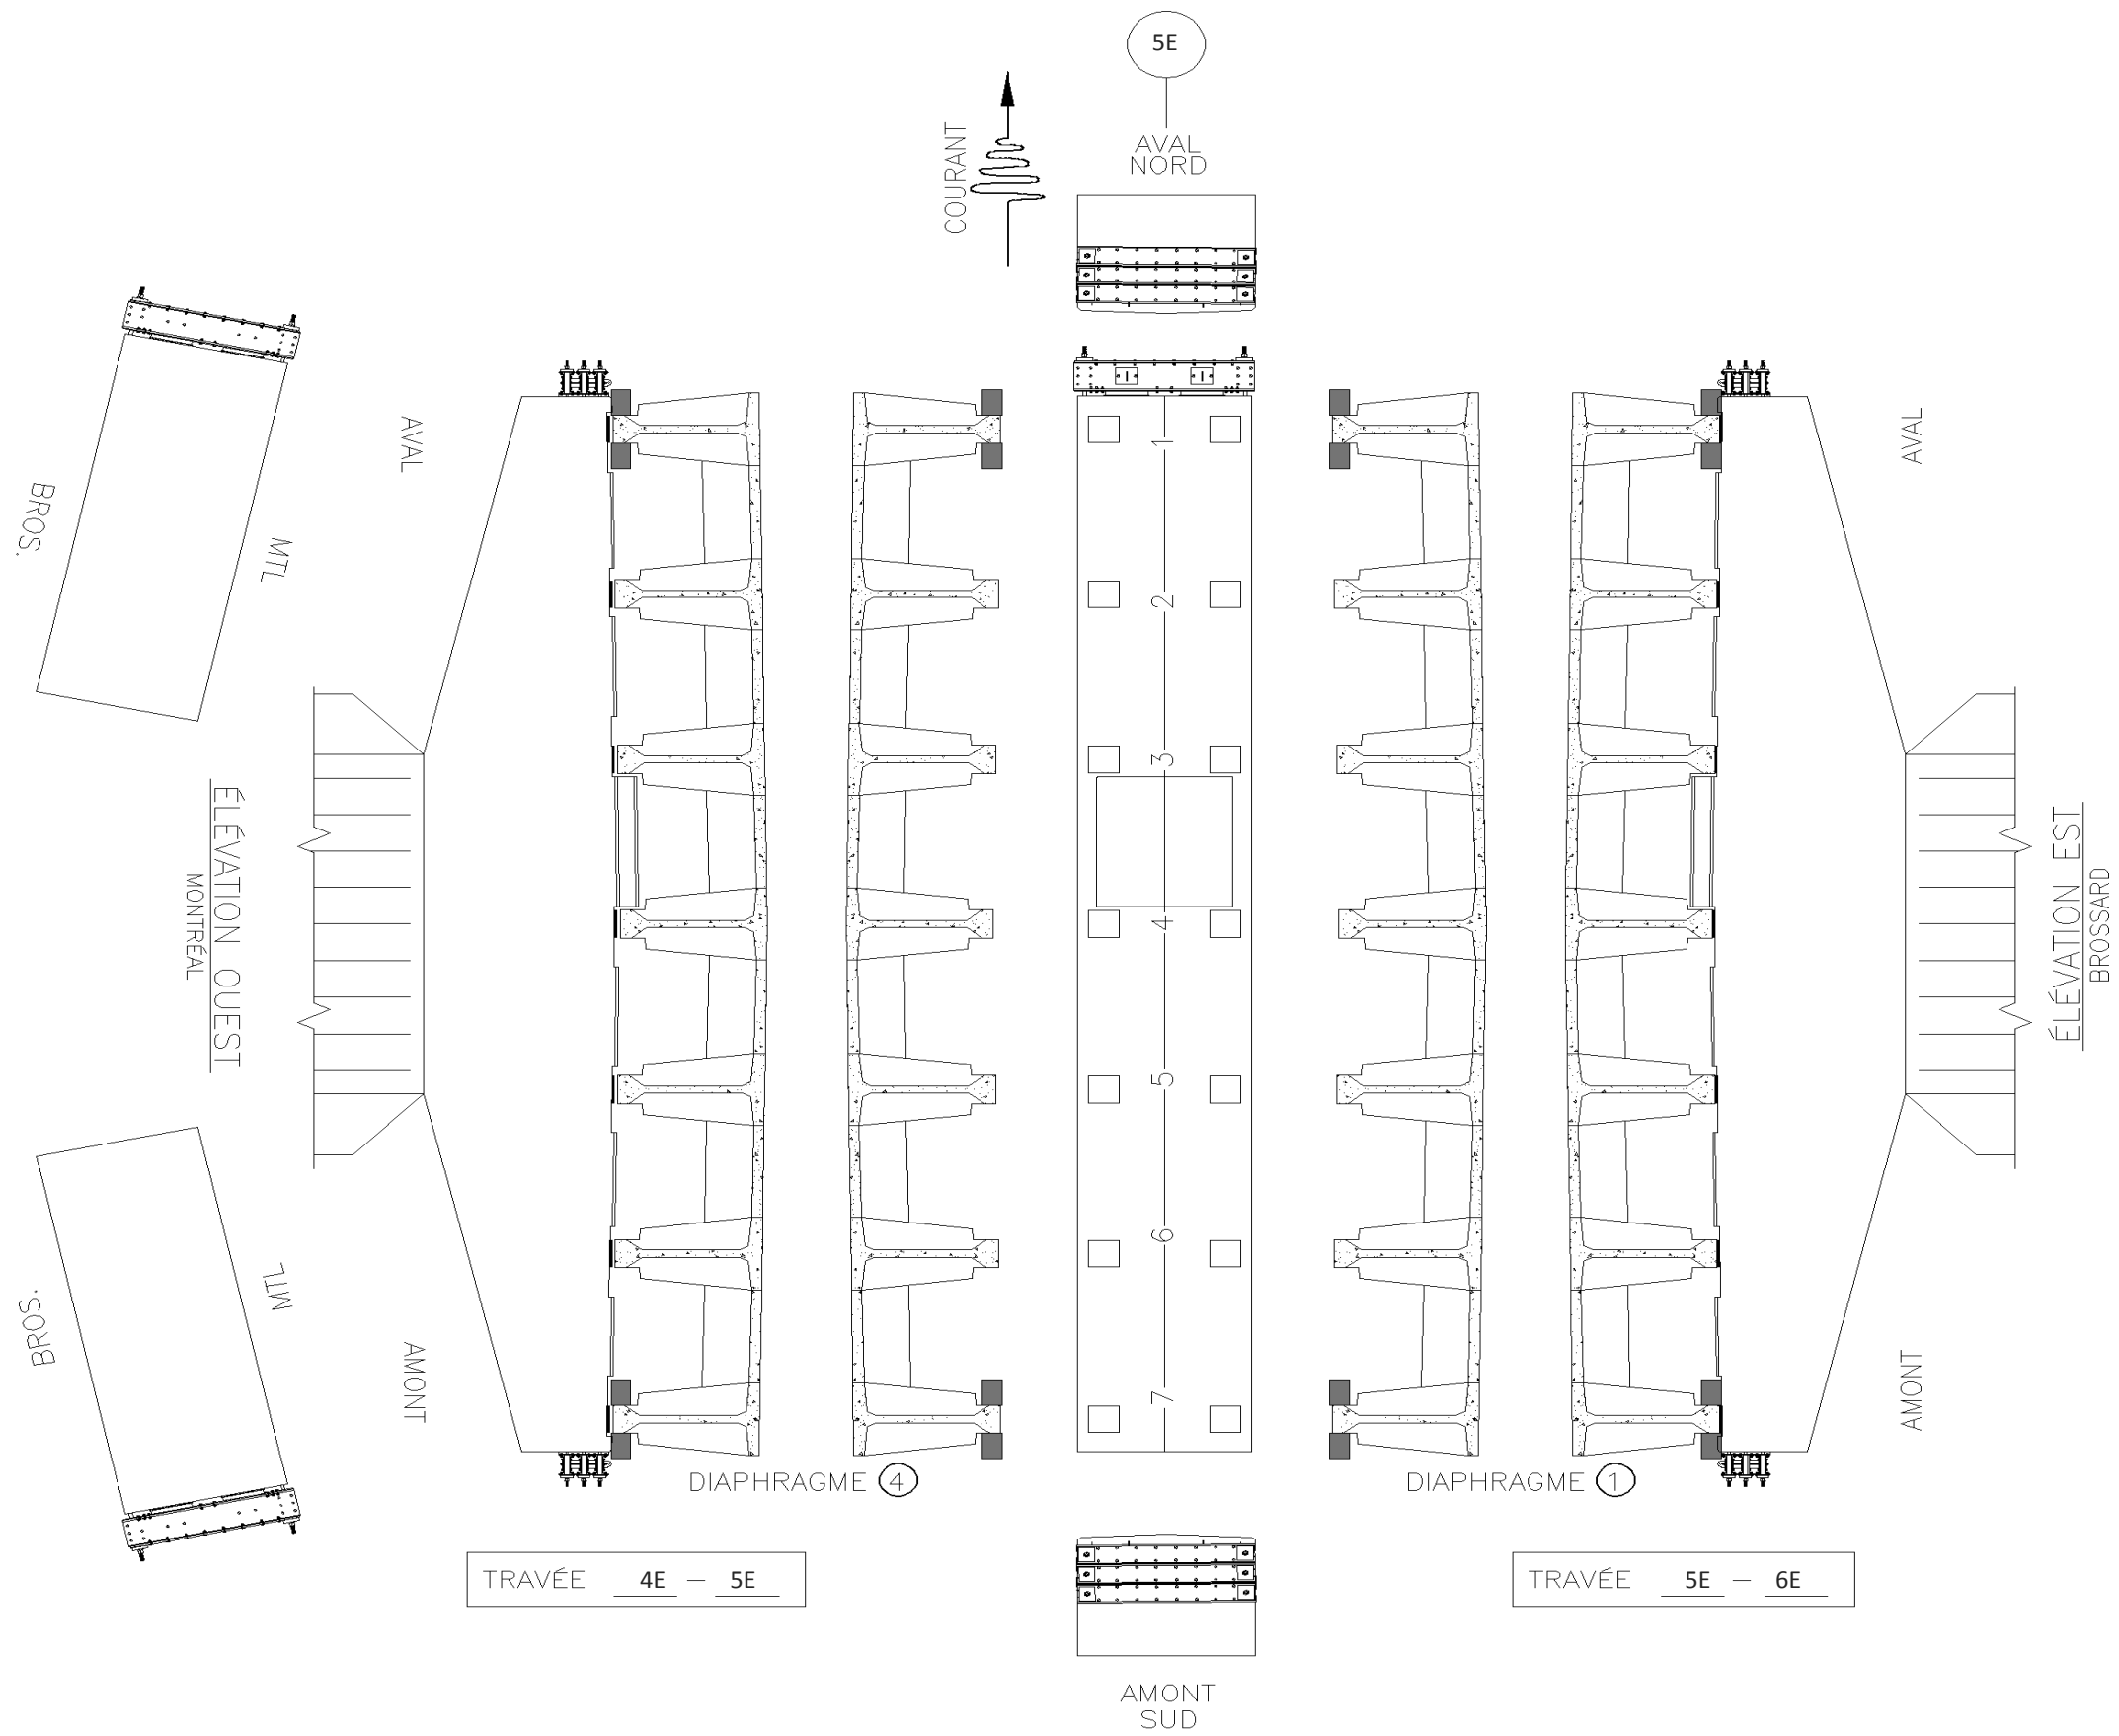 5E
AVAL
NORD
COURANT
BROS.
MTL
AVAL
AVAL
1
2
3
4
5
6
7
ÉLÉVATION OUEST
MONTRÉAL
ÉLÉVATION EST
BROSSARD
BROS.
MTL
AMONT
AMONT
DIAPHRAGME 4
DIAPHRAGME 1
TRAVÉE 4E — 5E
TRAVÉE 5E — 6E
AMONT
SUD